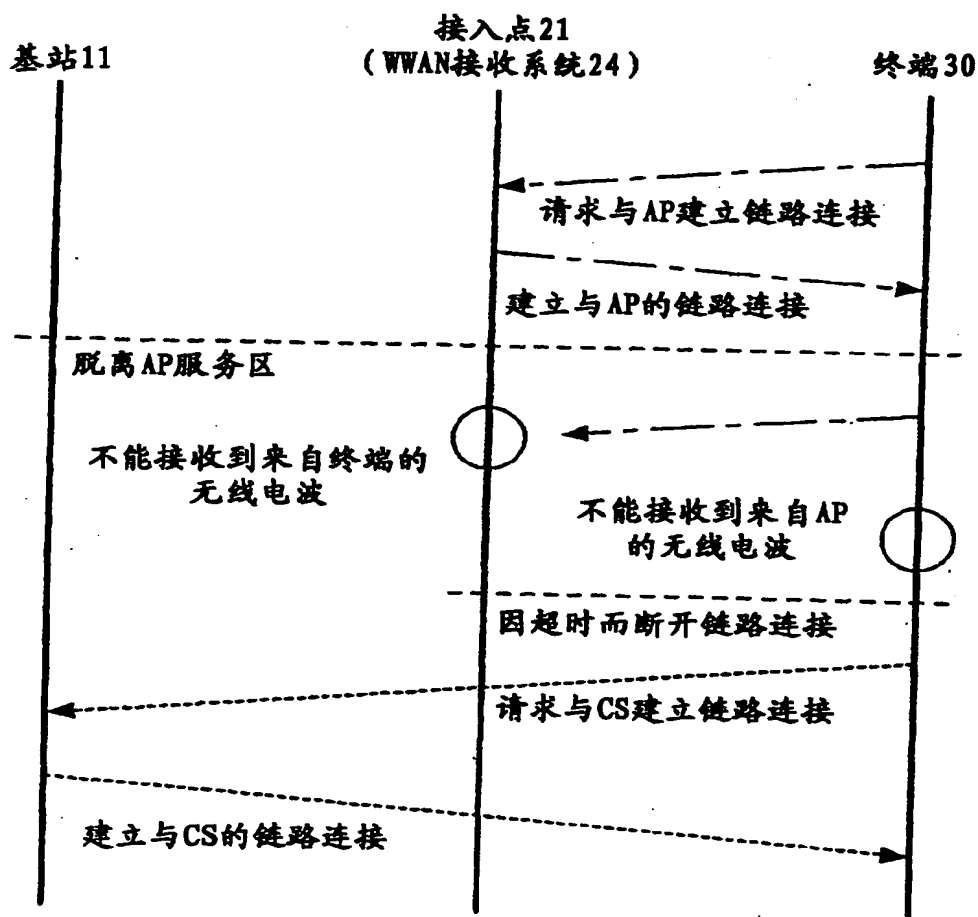 基站11
接入点21
(WWAN接收系统24)
终端30
请求与AP建立链路连接
建立与AP的链路连接
脱离AP服务区
不能接收到来自终端的
无线电波
不能接收到来自AP
的无线电波
因超时而断开链路连接
请求与CS建立链路连接
建立与CS的链路连接